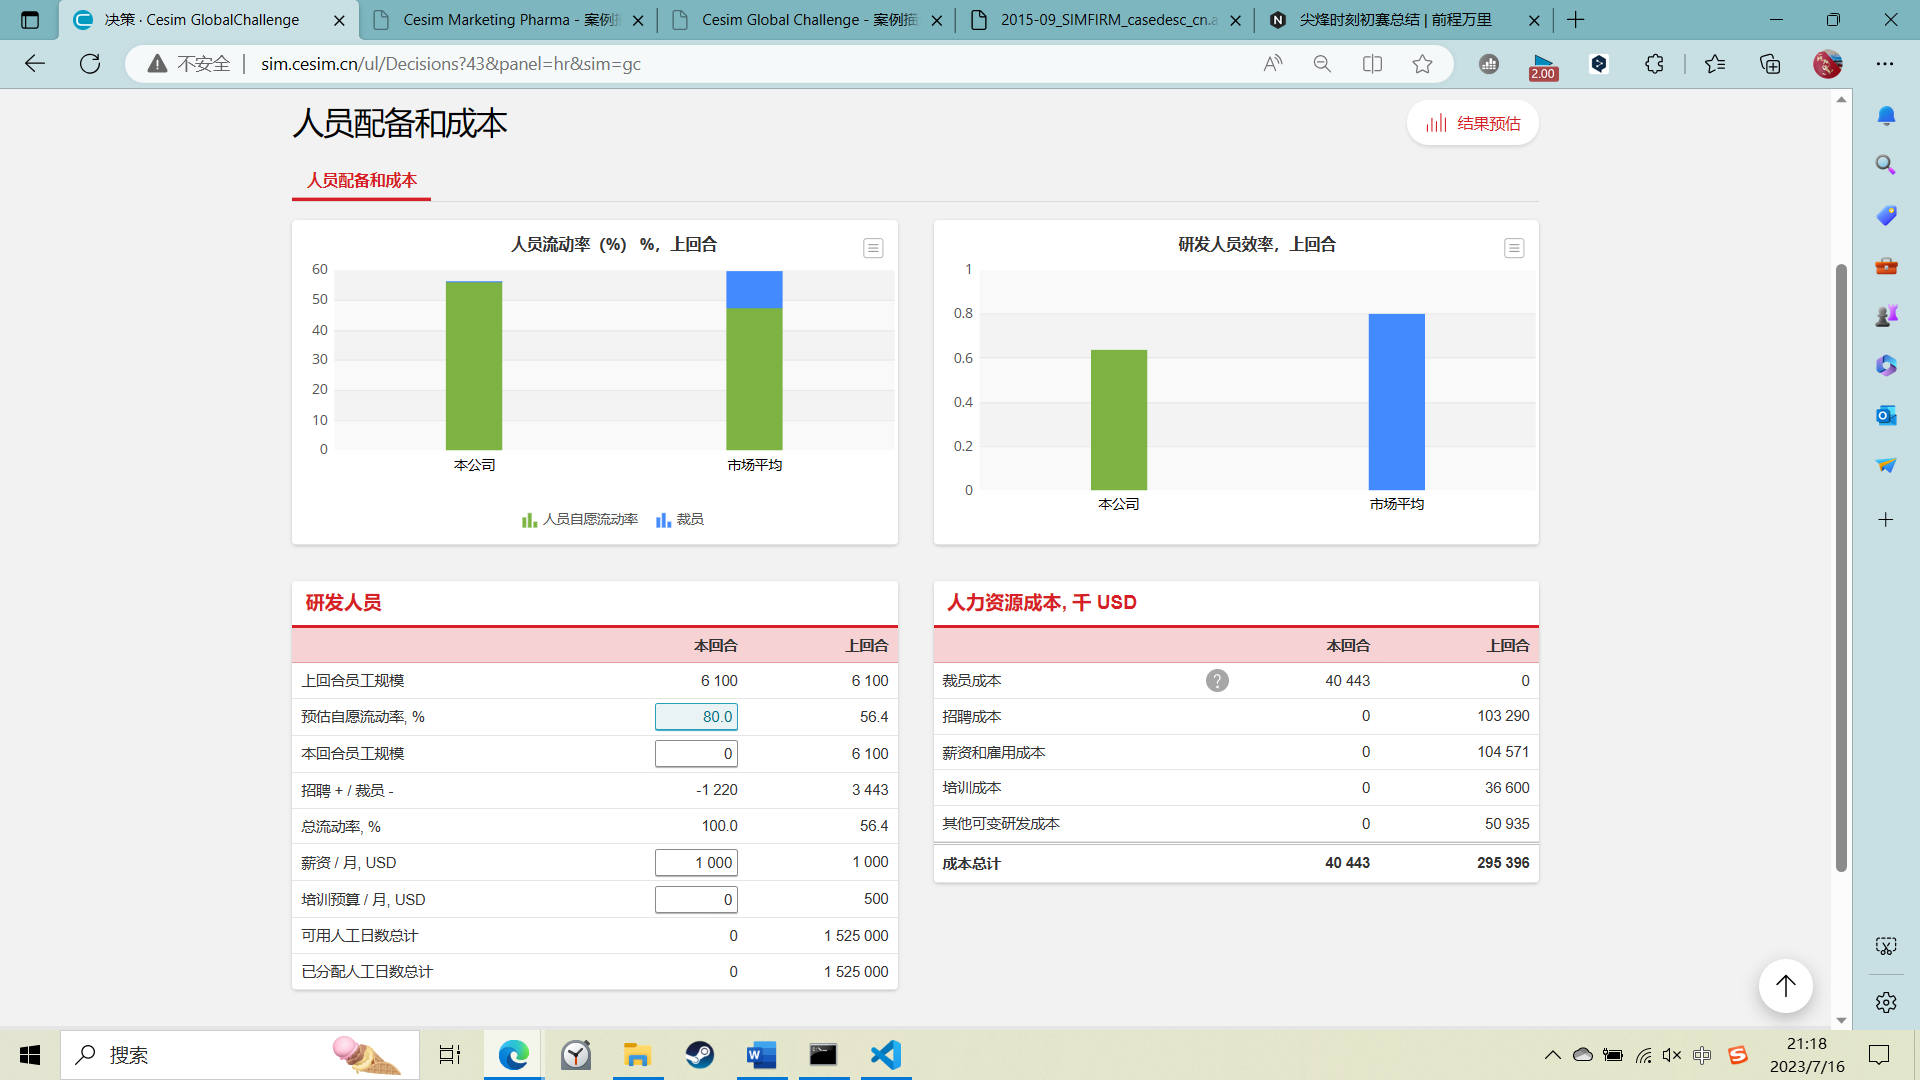 决策 · Cesim GlobalChallenge
Cesim Marketing Pharma - 案例
Cesim Global Challenge - 案例描
2015-09_SIMFIRM_casedesc_cn.a
尖烽时刻初赛总结 | 前程万里
不安全
sim.cesim.cn/ul/Decisions?43&panel=hr&sim=gc
2.00
人员配备和成本
结果预估
人员配备和成本
人员流动率（%） %，上回合
60
50
40
30
20
10
0
本公司
市场平均
人员自愿流动率
裁员
研发人员效率，上回合
1
0.8
0.6
0.4
0.2
0
本公司
市场平均
研发人员
本回合 上回合
上回合员工规模 6 100 6 100
预估自愿流动率, % 80.0 56.4
本回合员工规模 0 6 100
招聘 + / 裁员 - -1 220 3 443
总流动率, % 100.0 56.4
薪资 / 月, USD 1 000 1 000
培训预算 / 月, USD 0 500
可用人工日数总计 0 1 525 000
已分配人工日数总计 0 1 525 000
人力资源成本, 千 USD
本回合 上回合
裁员成本 ? 40 443 0
招聘成本 0 103 290
薪资和雇用成本 0 104 571
培训成本 0 36 600
其他可变研发成本 0 50 935
成本总计 40 443 295 396
搜索
中
21:18
2023/7/16